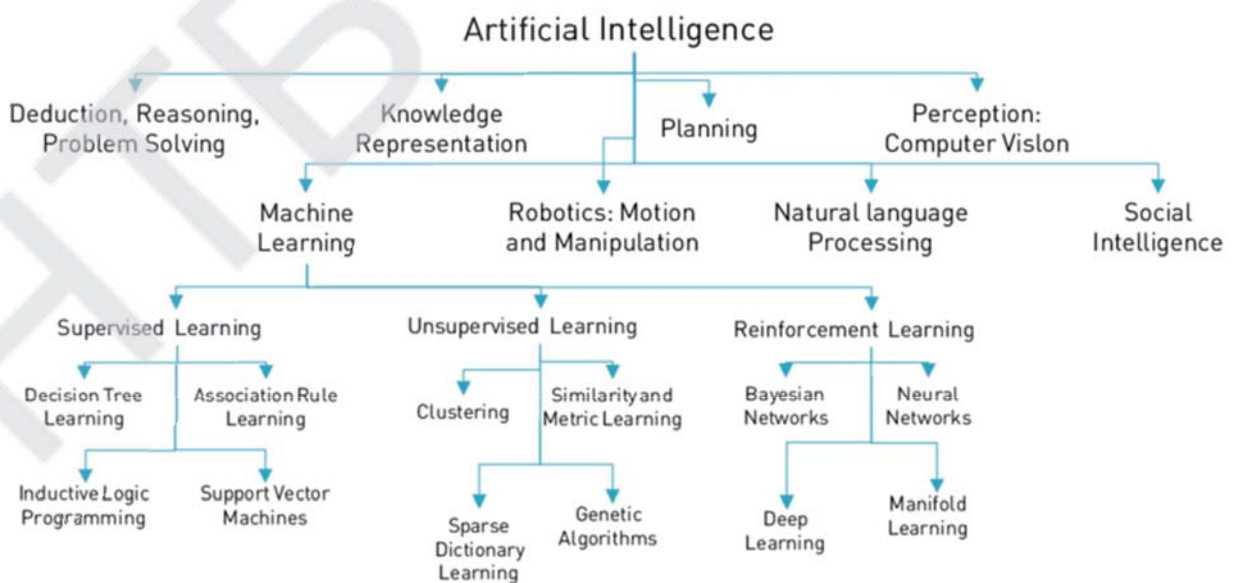 Artificial Intelligence
Deduction, Reasoning,
Problem Solving
Knowledge
Representation
Planning
Perception:
Computer Vislon
Machine
Learning
Robotics: Motion
and Manipulation
Natural language
Processing
Social
Intelligence
Supervised Learning
Unsupervised Learning
Reinforcement Learning
Decision Tree
Learning
Association Rule
Learning
Clustering
Similarity and
Metric Learning
Bayesian
Networks
Neural
Networks
Inductive Logic
Programming
Support Vector
Machines
Sparse
Dictionary
Learning
Genetic
Algorithms
Deep
Learning
Manifold
Learning
НТБ